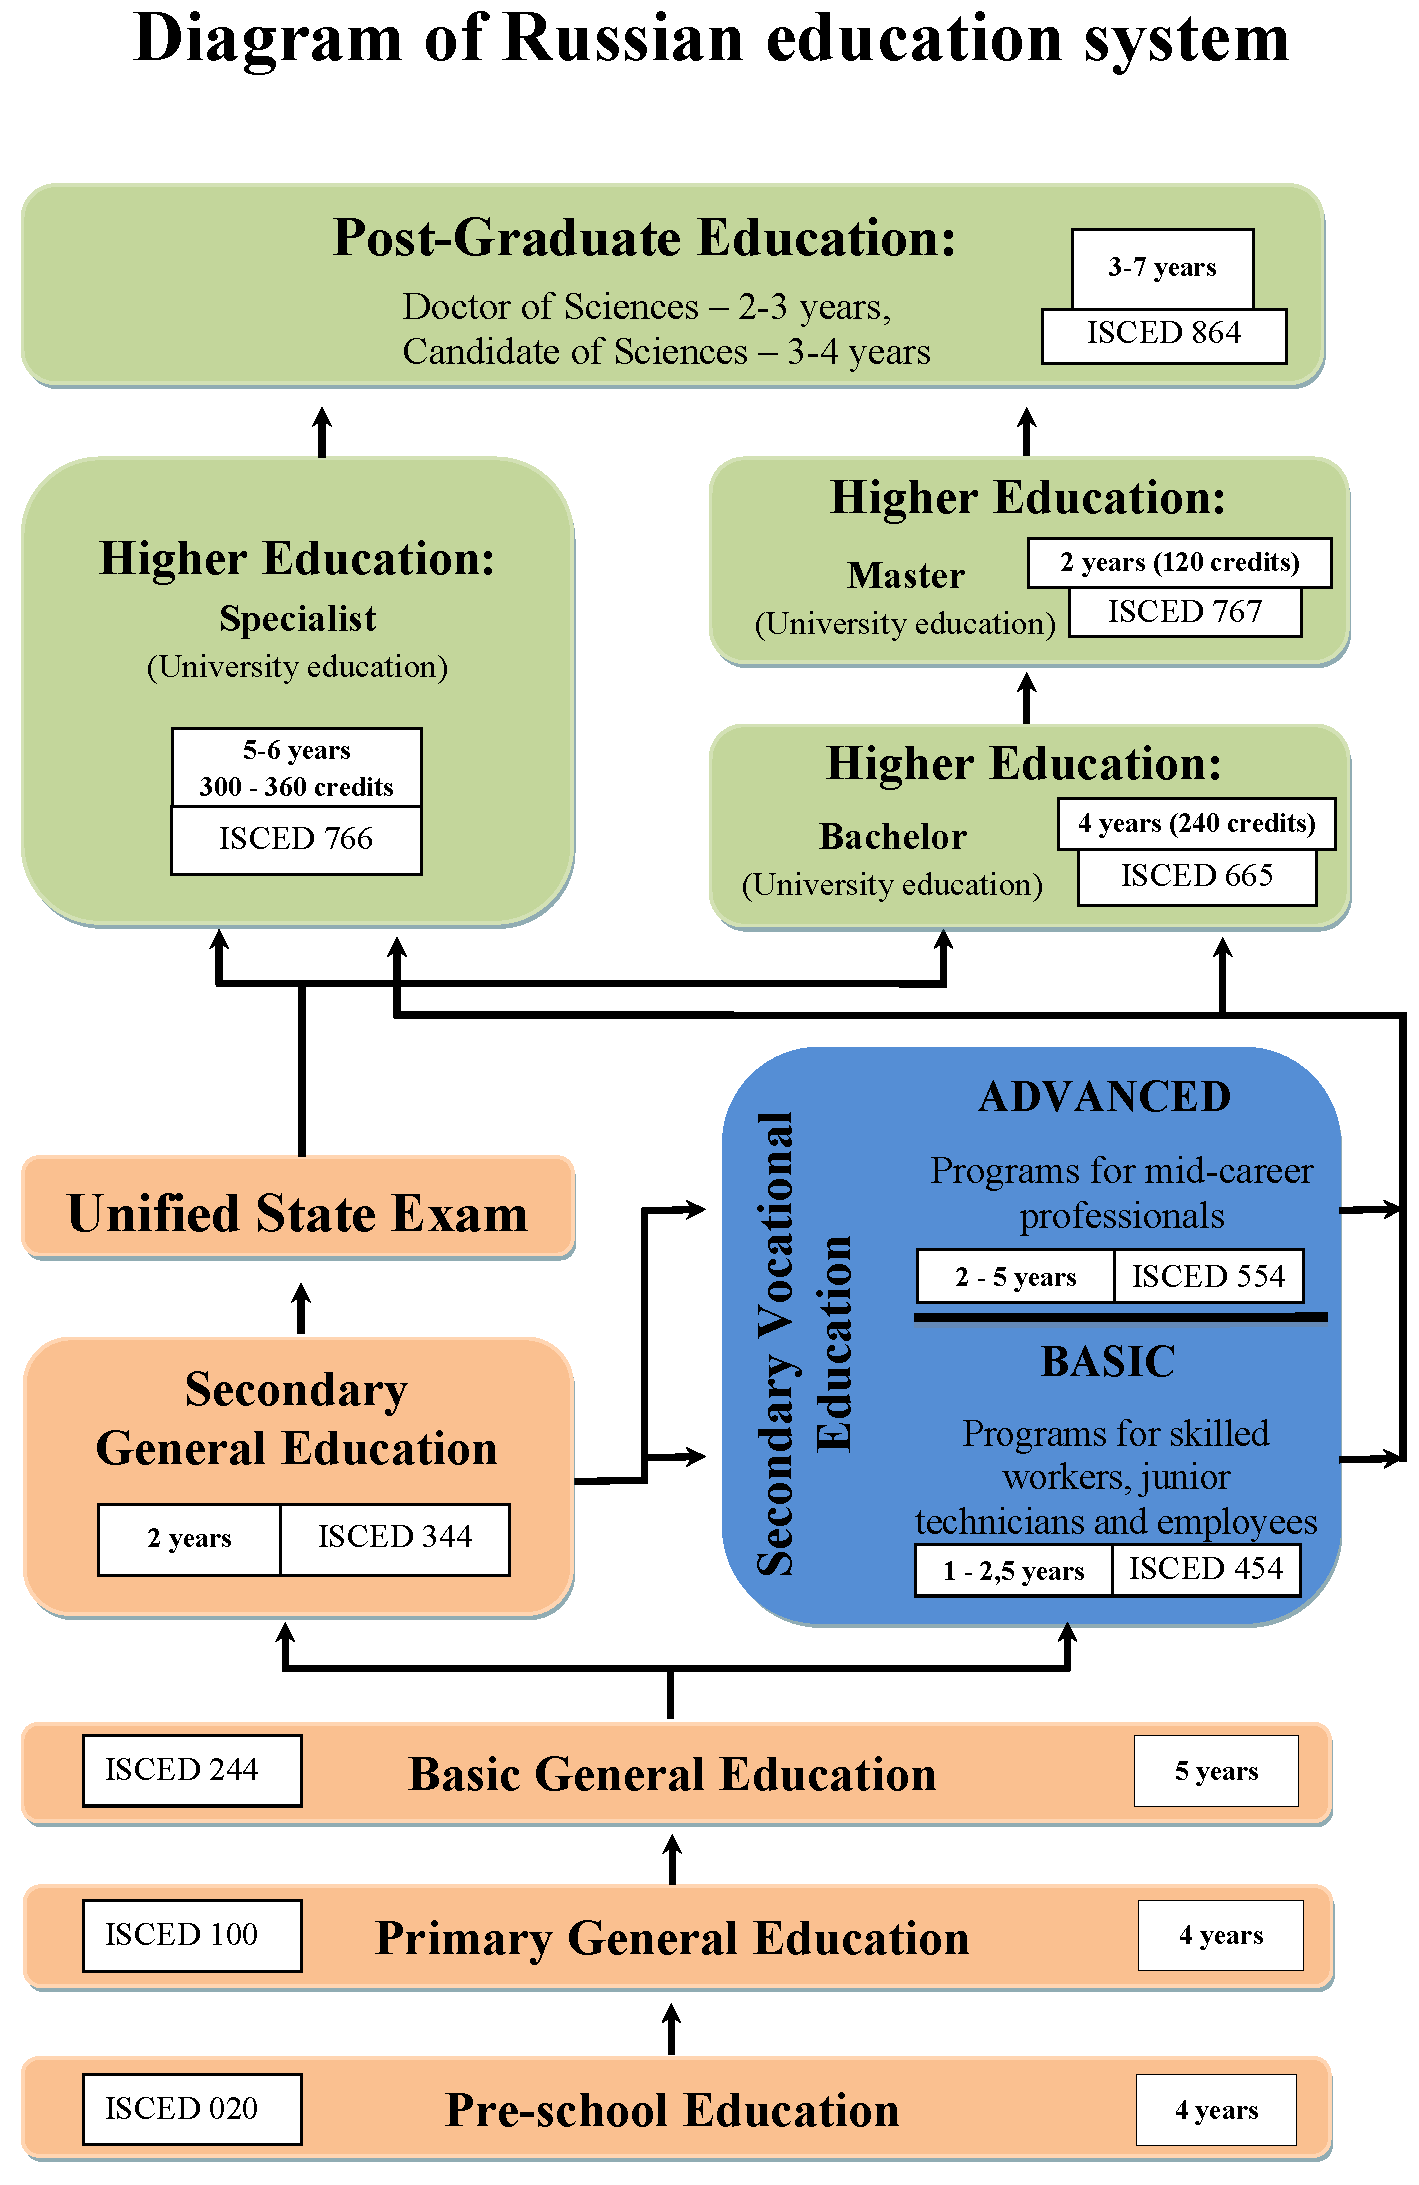 Diagram of Russian education system
Post-Graduate Education:
Doctor of Sciences – 2-3 years,
Candidate of Sciences – 3-4 years
3-7 years
ISCED 864
Higher Education:
Specialist
(University education)
5-6 years
300 - 360 credits
ISCED 766
Higher Education:
Master
(University education)
2 years (120 credits)
ISCED 767
Higher Education:
Bachelor
(University education)
4 years (240 credits)
ISCED 665
Unified State Exam
Secondary
General Education
2 years
ISCED 344
Secondary Vocational
Education
ADVANCED
Programs for mid-career
professionals
2 - 5 years
ISCED 554
BASIC
Programs for skilled
workers, junior
technicians and employees
1 - 2,5 years
ISCED 454
ISCED 244
Basic General Education
5 years
ISCED 100
Primary General Education
4 years
ISCED 020
Pre-school Education
4 years